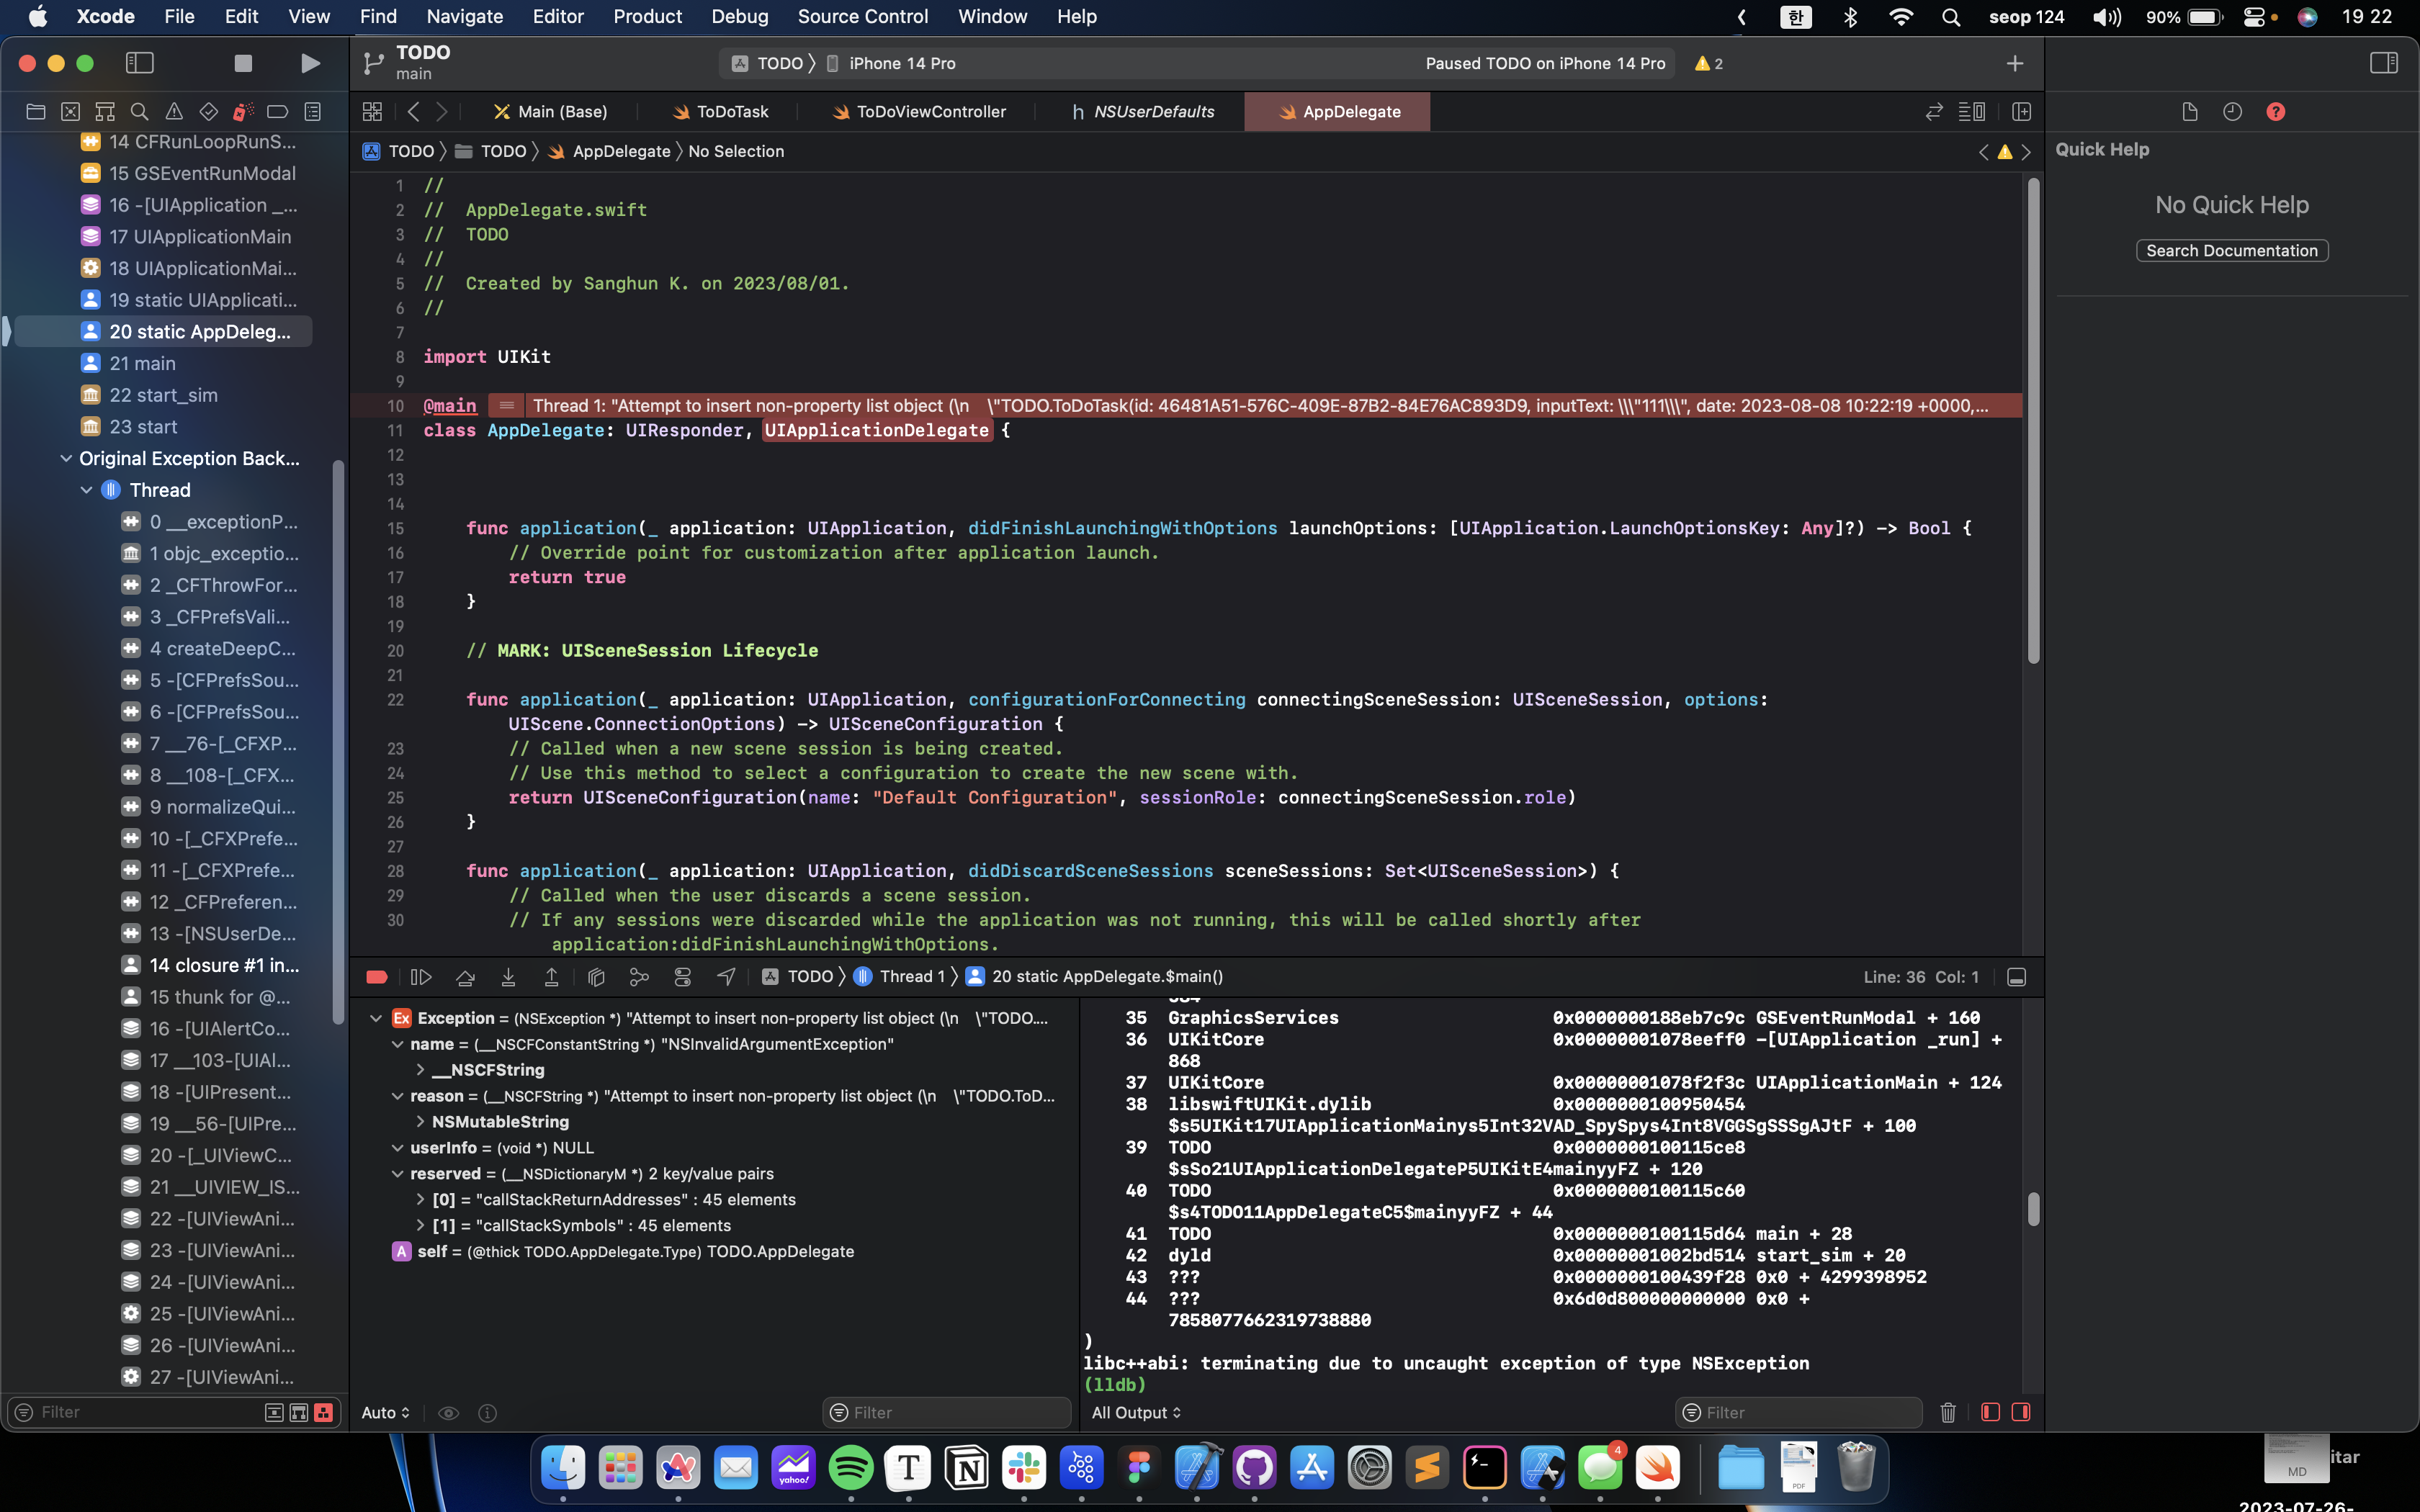 Xcode File Edit View Find Navigate Editor Product Debug Source Control Window Help 한 seop 124 90% 19 22
TODO
main
TODO iPhone 14 Pro Paused TODO on iPhone 14 Pro 2
Main (Base) ToDoTask ToDoViewController h NSUserDefaults AppDelegate
TODO TODO AppDelegate No Selection
14 CFRunLoopRunS...
15 GSEventRunModal
16 -[UIApplication _...
17 UIApplicationMain
18 UIApplicationMai...
19 static UIApplicati...
20 static AppDeleg...
21 main
22 start_sim
23 start
Original Exception Back...
Thread
0 __exceptionP...
1 objc_exceptio...
2 _CFThrowFor...
3 _CFPrefsVali...
4 createDeepC...
5 -[CFPrefsSou...
6 -[CFPrefsSou...
7 __76-[_CFXP...
8 __108-[_CFX...
9 normalizeQui...
10 -[_CFXPrefe...
11 -[_CFXPrefe...
12 _CFPreferen...
13 -[NSUserDe...
14 closure #1 in...
15 thunk for @...
16 -[UIAlertCo...
17 __103-[UIAl...
18 -[UIPresent...
19 __56-[UIPre...
20 -[_UIViewC...
21 __UIVIEW_IS...
22 -[UIViewAni...
23 -[UIViewAni...
24 -[UIViewAni...
25 -[UIViewAni...
26 -[UIViewAni...
27 -[UIViewAni...
Filter
1 //
2 //  AppDelegate.swift
3 //  TODO
4 //
5 //  Created by Sanghun K. on 2023/08/01.
6 //
7
8 import UIKit
9
10 @main Thread 1: "Attempt to insert non-property list object (\n    \"TODO.ToDoTask(id: 46481A51-576C-409E-87B2-84E76AC893D9, inputText: \\\"111\\\", date: 2023-08-08 10:22:19 +0000,...
11 class AppDelegate: UIResponder, UIApplicationDelegate {
12
13
14
15 func application(_ application: UIApplication, didFinishLaunchingWithOptions launchOptions: [UIApplication.LaunchOptionsKey: Any]?) -> Bool {
16 // Override point for customization after application launch.
17 return true
18 }
19
20 // MARK: UISceneSession Lifecycle
21
22 func application(_ application: UIApplication, configurationForConnecting connectingSceneSession: UISceneSession, options:
UIScene.ConnectionOptions) -> UISceneConfiguration {
23 // Called when a new scene session is being created.
24 // Use this method to select a configuration to create the new scene with.
25 return UISceneConfiguration(name: "Default Configuration", sessionRole: connectingSceneSession.role)
26 }
27
28 func application(_ application: UIApplication, didDiscardSceneSessions sceneSessions: Set<UISceneSession>) {
29 // Called when the user discards a scene session.
30 // If any sessions were discarded while the application was not running, this will be called shortly after
application:didFinishLaunchingWithOptions.
TODO Thread 1 20 static AppDelegate.$main() Line: 36 Col: 1
Ex Exception = (NSException *) "Attempt to insert non-property list object (\n    \"TODO....
name = (__NSCFConstantString *) "NSInvalidArgumentException"
__NSCFString
reason = (__NSCFString *) "Attempt to insert non-property list object (\n    \"TODO.ToD...
NSMutableString
userInfo = (void *) NULL
reserved = (__NSDictionaryM *) 2 key/value pairs
[0] = "callStackReturnAddresses" : 45 elements
[1] = "callStackSymbols" : 45 elements
A self = (@thick TODO.AppDelegate.Type) TODO.AppDelegate
Auto Filter
35 GraphicsServices 0x0000000188eb7c9c GSEventRunModal + 160
36 UIKitCore 0x00000001078eeff0 -[UIApplication _run] +
868
37 UIKitCore 0x00000001078f2f3c UIApplicationMain + 124
38 libswiftUIKit.dylib 0x0000000100950454
$s5UIKit17UIApplicationMainys5Int32VAD_SpySpys4Int8VGGSgSSSgAJtF + 100
39 TODO 0x0000000100115ce8
$sSo21UIApplicationDelegateP5UIKitE4mainyyFZ + 120
40 TODO 0x0000000100115c60
$s4TODO11AppDelegateC5$mainyyFZ + 44
41 TODO 0x0000000100115d64 main + 28
42 dyld 0x00000001002bd514 start_sim + 20
43 ??? 0x0000000100439f28 0x0 + 4299398952
44 ??? 0x6d0d800000000000 0x0 +
7858077662319738880
)
libc++abi: terminating due to uncaught exception of type NSException
(lldb)
All Output Filter
Quick Help
No Quick Help
Search Documentation
yahoo!
4
PDF
MD
itar
2023-07-26-